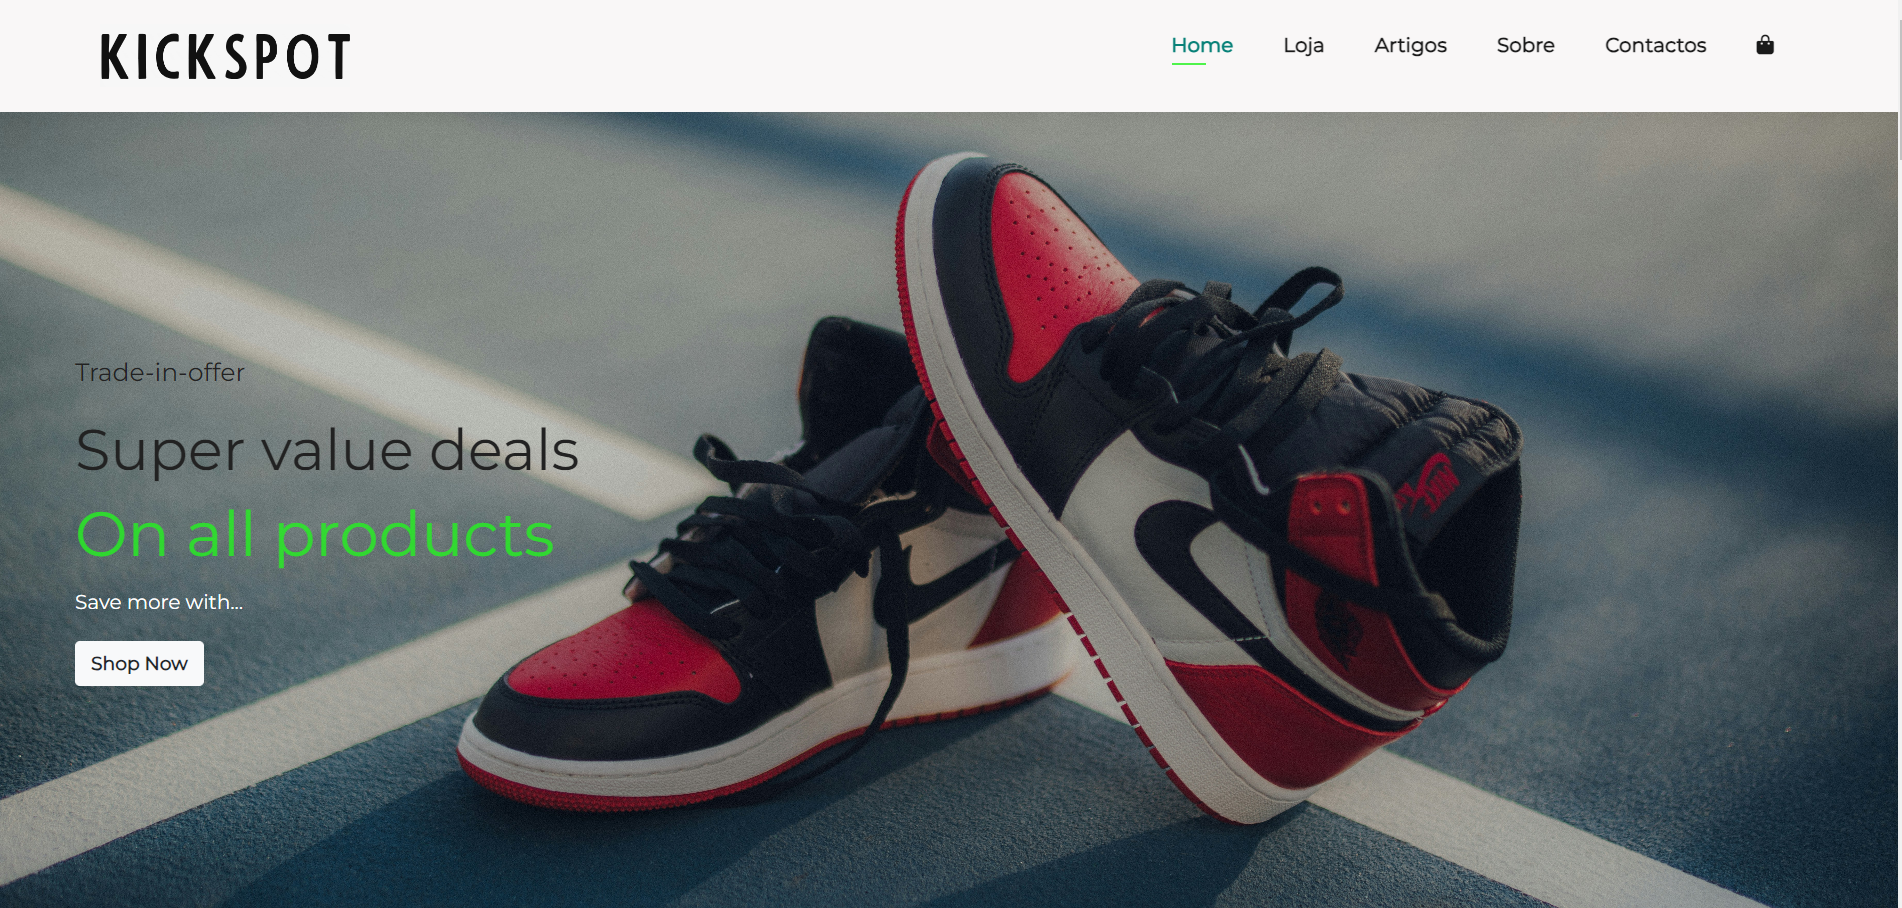 KICKSPOT
Home Loja Artigos Sobre Contactos
Trade-in-offer
Super value deals
On all products
Save more with...
Shop Now